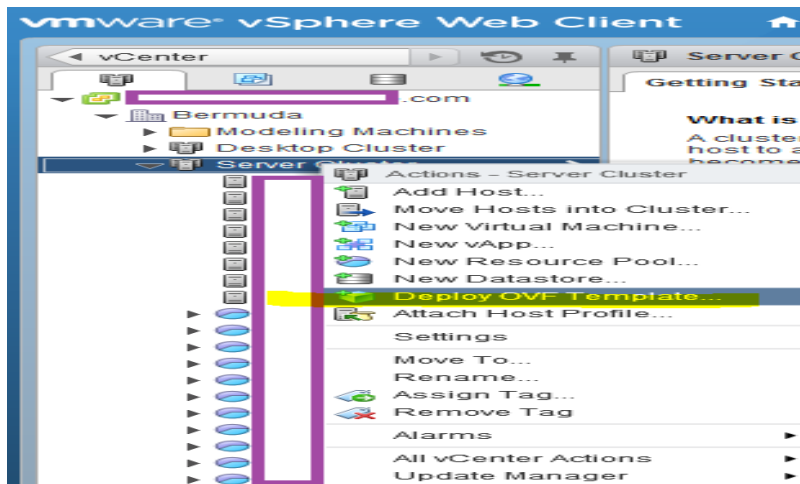 vmware® vSphere Web Client
vCenter
Getting Sta
.com
Bermuda
Modeling Machines
Desktop Cluster
Server Cluster
Server C
What is
A cluste
host to a
become
Actions - Server Cluster
Add Host...
Move Hosts into Cluster...
New Virtual Machine...
New vApp...
New Resource Pool...
New Datastore...
Deploy OVF Template...
Attach Host Profile...
Settings
Move To...
Rename...
Assign Tag...
Remove Tag
Alarms
All vCenter Actions
Update Manager